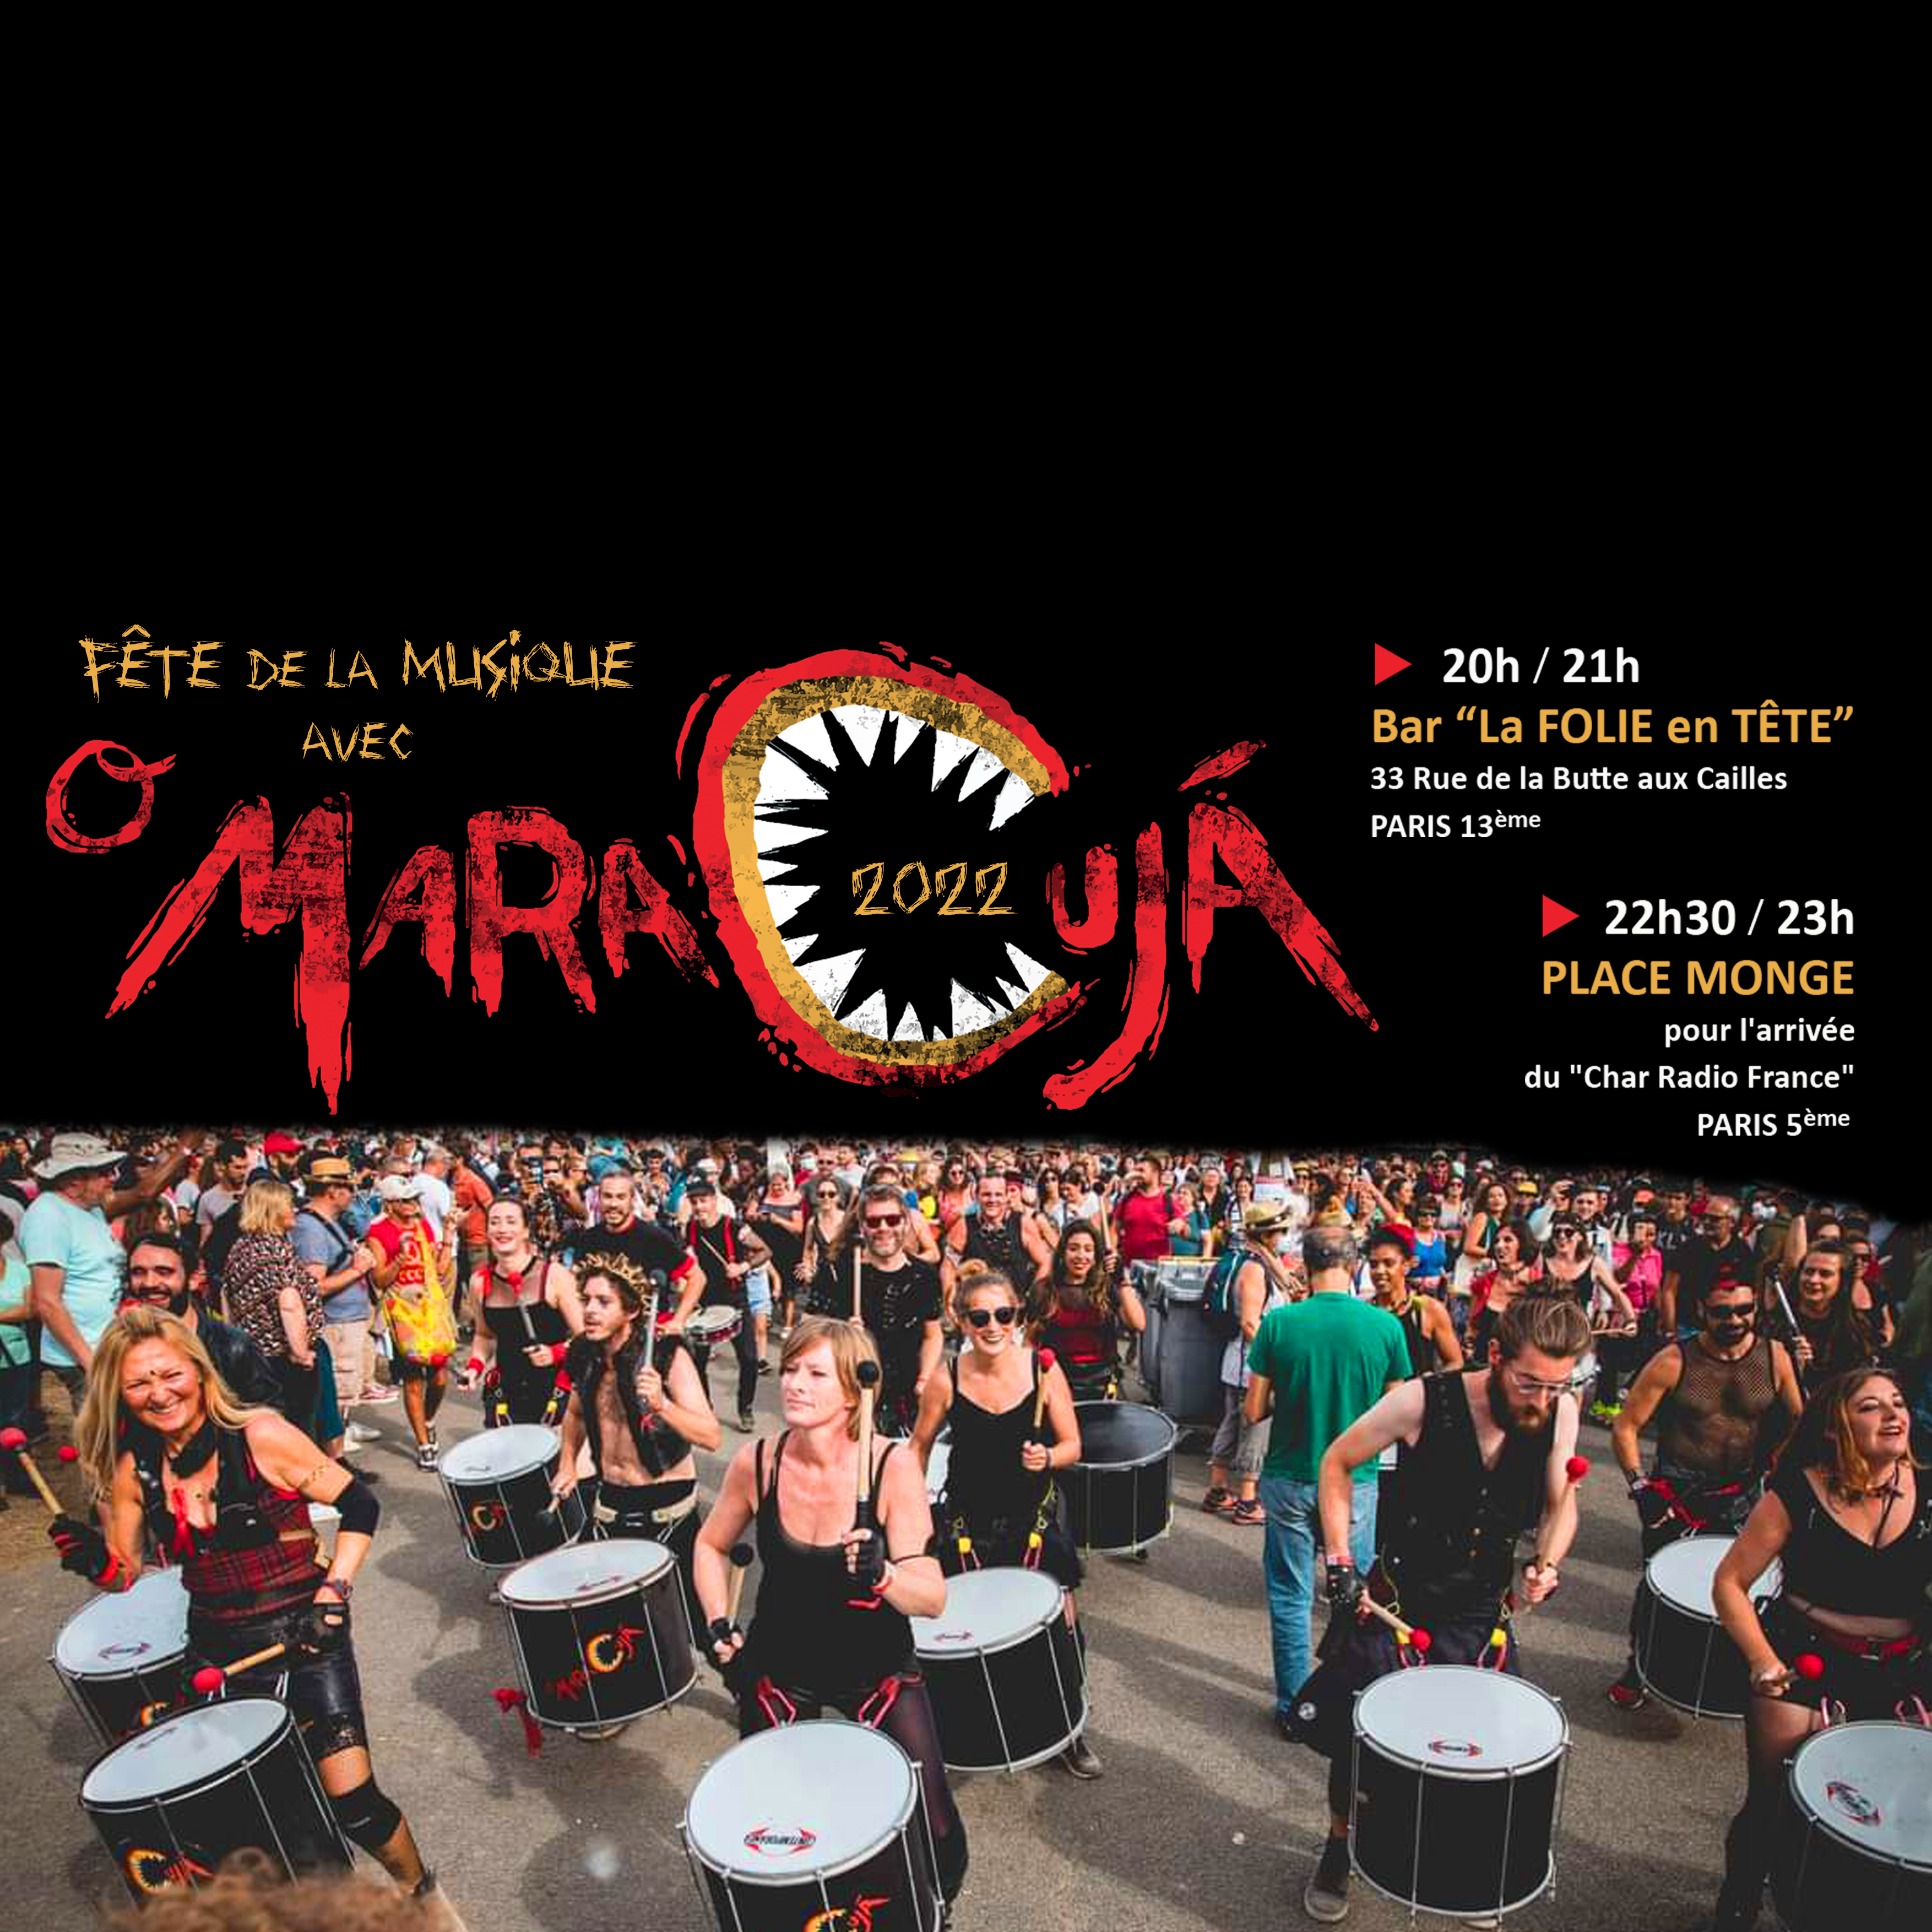 FÊTE DE LA MUSIQUE
AVEC
O MARACUJÁ
2022
20h / 21h
Bar “La FOLIE en TÊTE”
33 Rue de la Butte aux Cailles
PARIS 13ème
22h30 / 23h
PLACE MONGE
pour l'arrivée
du "Char Radio France"
PARIS 5ème
MARACUJÁ